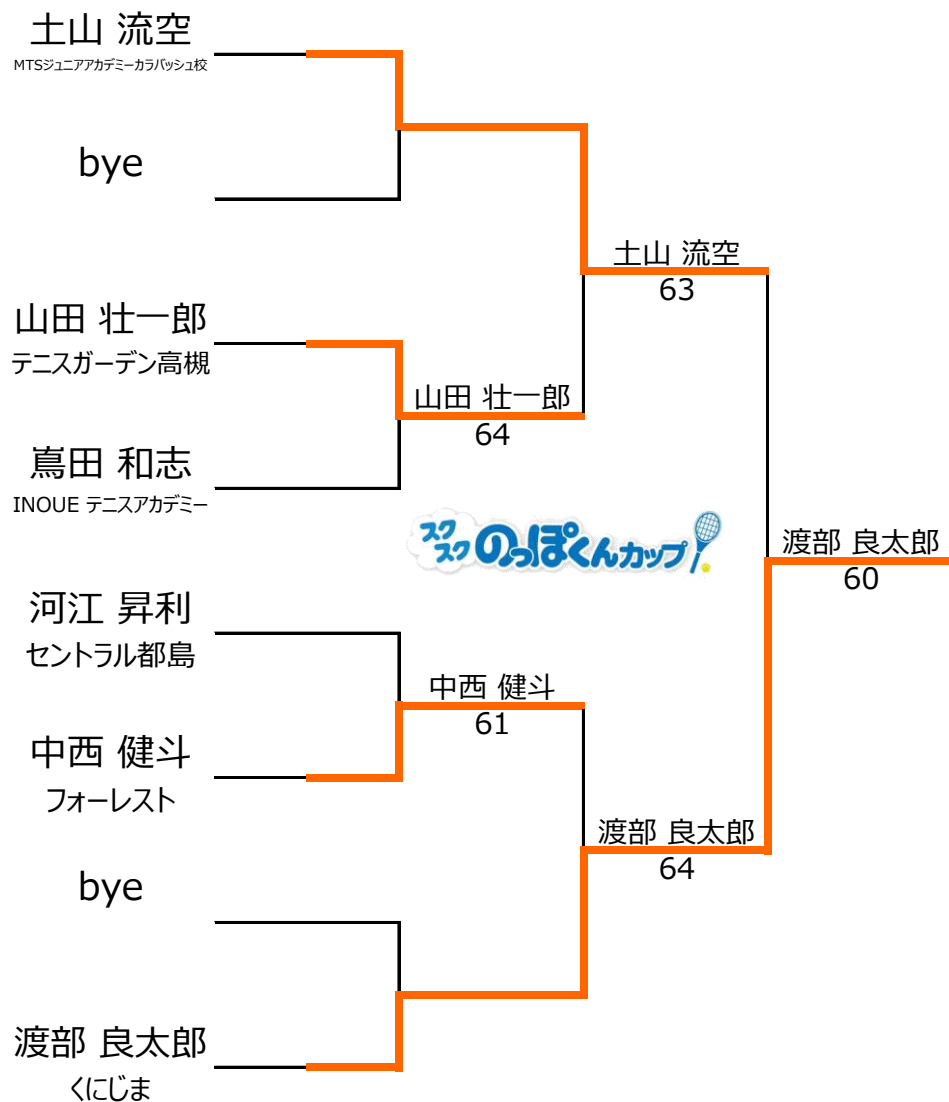 土山 流空
MTSジュニアアカデミーカラバッシュ校
bye
土山 流空
63
山田 壮一郎
テニスガーデン高槻
山田 壮一郎
64
嶌田 和志
INOUE テニスアカデミー
スクスクのっぽくんカップ
渡部 良太郎
60
河江 昇利
セントラル都島
中西 健斗
61
中西 健斗
フォーレスト
渡部 良太郎
64
bye
渡部 良太郎
くにじま